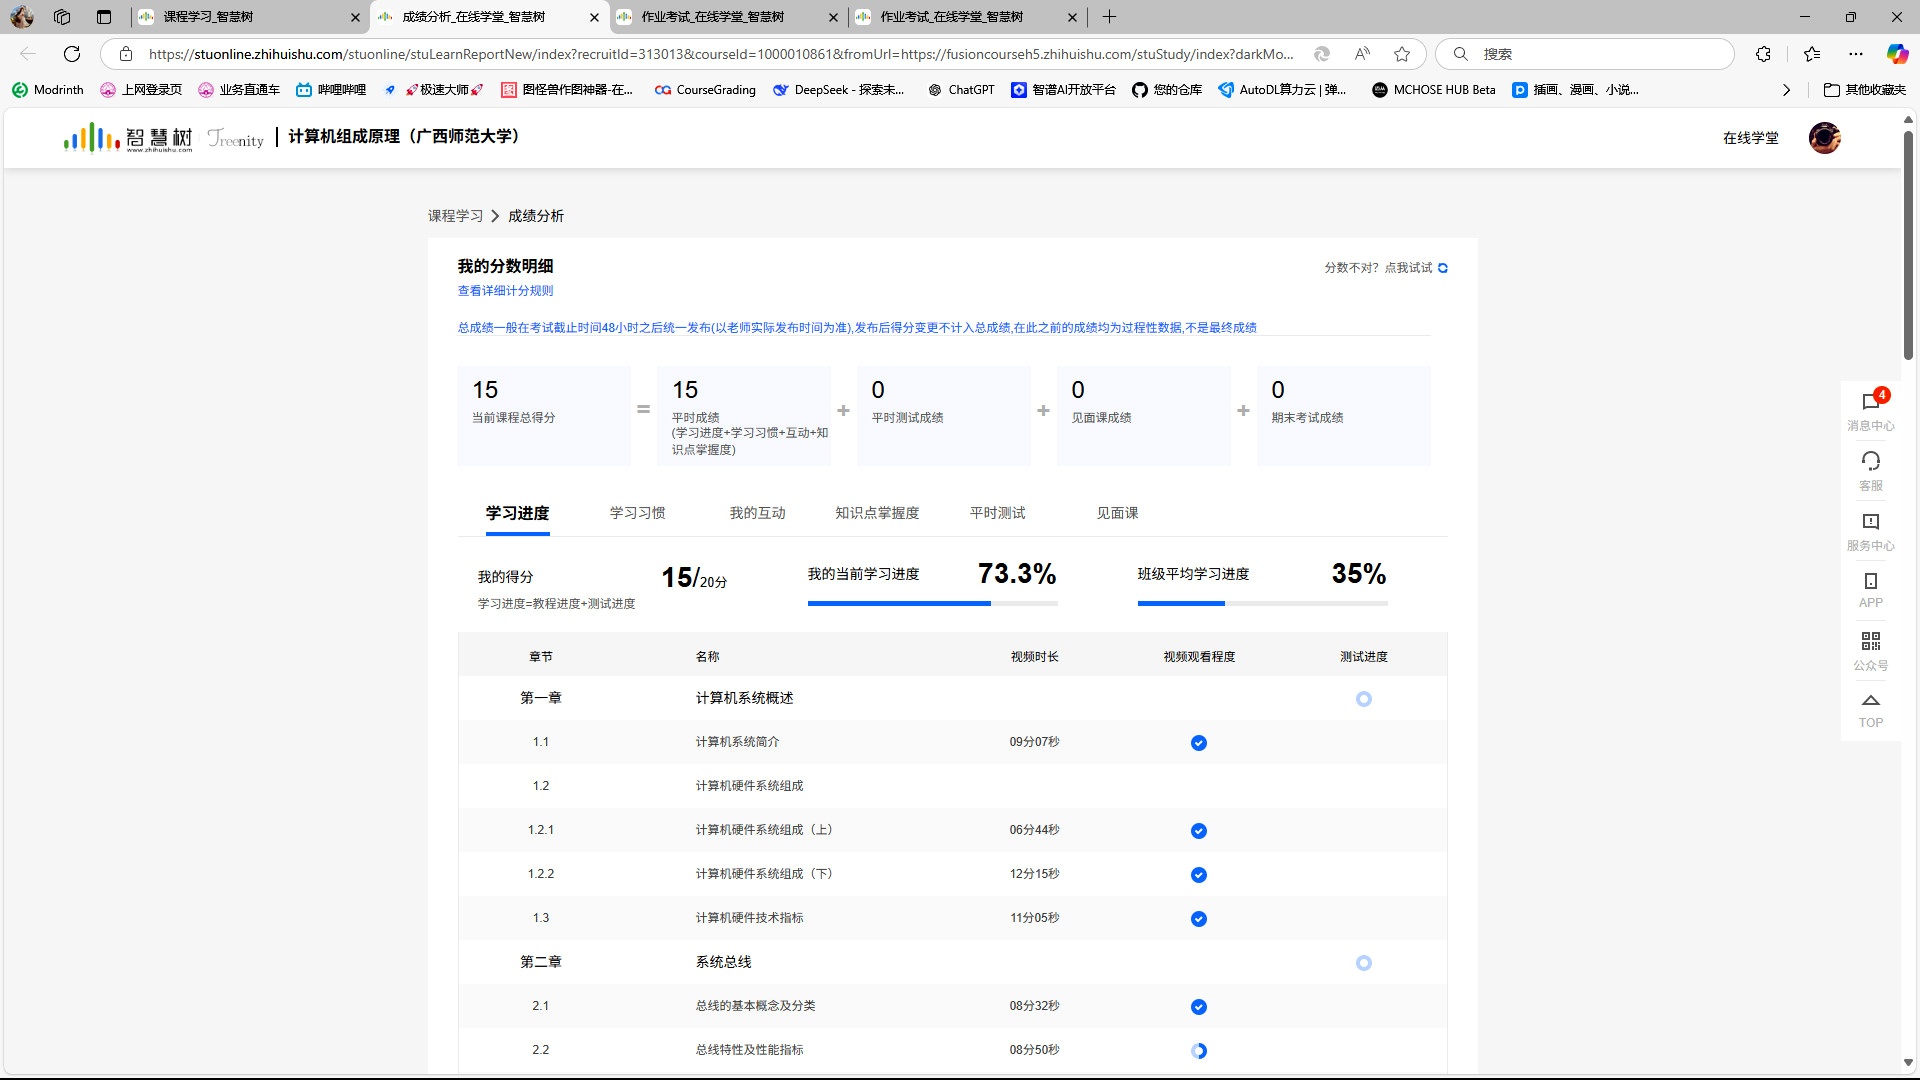 课程学习_智慧树
成绩分析_在线学堂_智慧树
作业考试_在线学堂_智慧树
作业考试_在线学堂_智慧树
https://stuonline.zhihuishu.com/stuonline/stuLearnReportNew/index?recruitId=313013&courseId=1000010861&fromUrl=https://fusioncourseh5.zhihuishu.com/stuStudy/index?darkMo...
搜索
Modrinth
上网登录页
业务直通车
哔哩哔哩
🚀极速大师🚀
图怪兽作图神器-在...
CourseGrading
DeepSeek - 探索未...
ChatGPT
智谱AI开放平台
您的仓库
AutoDL算力云 | 弹...
MCHOSE HUB Beta
插画、漫画、小说...
其他收藏夹
智慧树
www.zhihuishu.com
Treenity
计算机组成原理（广西师范大学）
在线学堂
课程学习 > 成绩分析
我的分数明细
分数不对？点我试试
查看详细计分规则
总成绩一般在考试截止时间48小时之后统一发布(以老师实际发布时间为准),发布后得分变更不计入总成绩,在此之前的成绩均为过程性数据,不是最终成绩
15
当前课程总得分
=
15
平时成绩
(学习进度+学习习惯+互动+知
识点掌握度)
+
0
平时测试成绩
+
0
见面课成绩
+
0
期末考试成绩
学习进度
学习习惯
我的互动
知识点掌握度
平时测试
见面课
我的得分
15/20分
学习进度=教程进度+测试进度
我的当前学习进度
73.3%
班级平均学习进度
35%
章节 名称 视频时长 视频观看程度 测试进度
第一章 计算机系统概述
1.1 计算机系统简介 09分07秒
1.2 计算机硬件系统组成
1.2.1 计算机硬件系统组成（上） 06分44秒
1.2.2 计算机硬件系统组成（下） 12分15秒
1.3 计算机硬件技术指标 11分05秒
第二章 系统总线
2.1 总线的基本概念及分类 08分32秒
2.2 总线特性及性能指标 08分50秒
4
消息中心
客服
服务中心
APP
公众号
TOP